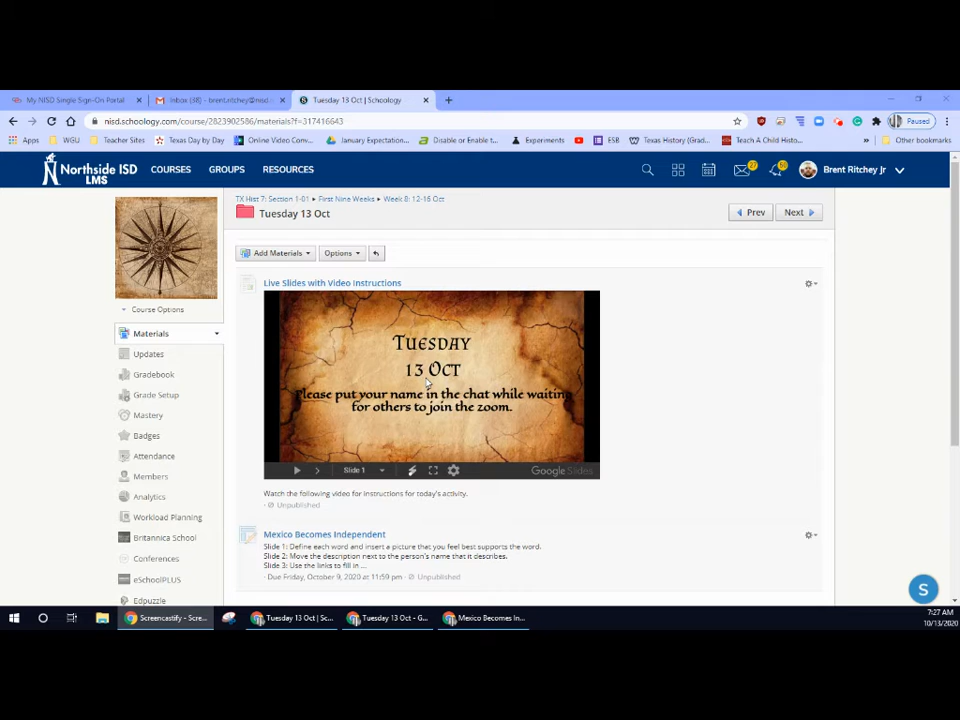 My NISD Single Sign-On Portal
Inbox (38) - brent.ritchey@nisd.
Tuesday 13 Oct | Schoology
nisd.schoology.com/course/2823902586/materials?f=317416643
Paused
Apps WGU Teacher Sites Texas Day by Day Online Video Conv... January Expectation... Disable or Enable t... Experments ESB Texas History (Grad... Teach A Child Histo... » Other bookmarks
Northside ISD
LMS
COURSES GROUPS RESOURCES
Brent Ritchey Jr
TX Hist 7: Section 1-01 ▸ First Nine Weeks ▸ Week 8: 12-16 Oct
Tuesday 13 Oct
Prev Next
Add Materials Options
Live Slides with Video Instructions
Tuesday
13 Oct
Please put your name in the chat while waiting
for others to join the zoom.
Slide 1
Google Slides
Watch the following video for instructions for today's activity.
Unpublished
Mexico Becomes Independent
Slide 1: Define each word and insert a picture that you feel best supports the word.
Slide 2: Move the description next to the person's name that it describes.
Slide 3: Use the links to fill in ...
Due Friday, October 9, 2020 at 11:59 pm · Unpublished
Course Options
Materials
Updates
Gradebook
Grade Setup
Mastery
Badges
Attendance
Members
Analytics
Workload Planning
Britannica School
Conferences
eSchoolPLUS
Edpuzzle
S
Screencastify - Scre...
Tuesday 13 Oct | Sc...
Tuesday 13 Oct - G...
Mexico Becomes In...
7:27 AM
10/13/2020